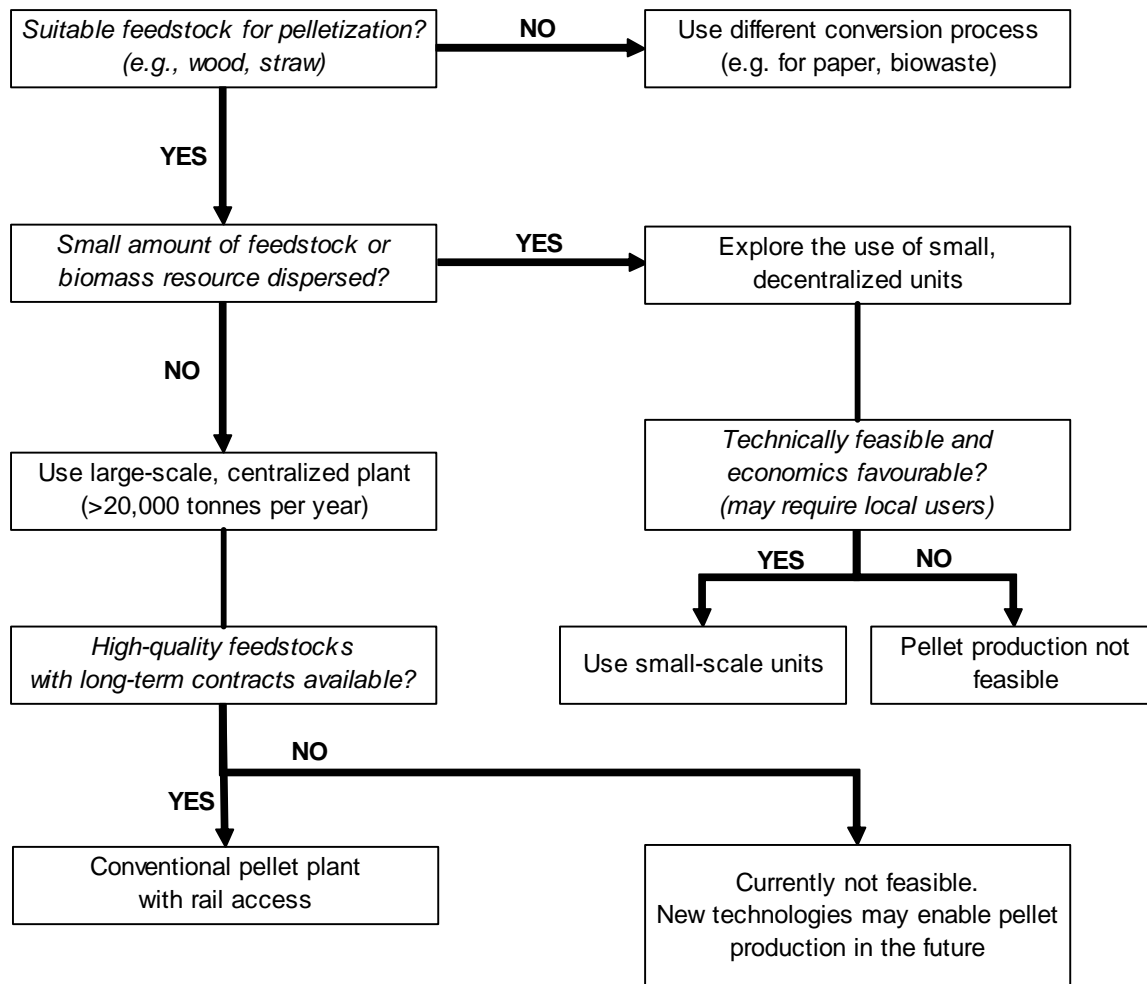 Suitable feedstock for pelletization?
(e.g., wood, straw)
NO
Use different conversion process
(e.g. for paper, biowaste)
YES
Small amount of feedstock or
biomass resource dispersed?
YES
Explore the use of small,
decentralized units
NO
Use large-scale, centralized plant
(>20,000 tonnes per year)
Technically feasible and
economics favourable?
(may require local users)
YES
NO
High-quality feedstocks
with long-term contracts available?
Use small-scale units
Pellet production not
feasible
NO
YES
Conventional pellet plant
with rail access
Currently not feasible.
New technologies may enable pellet
production in the future